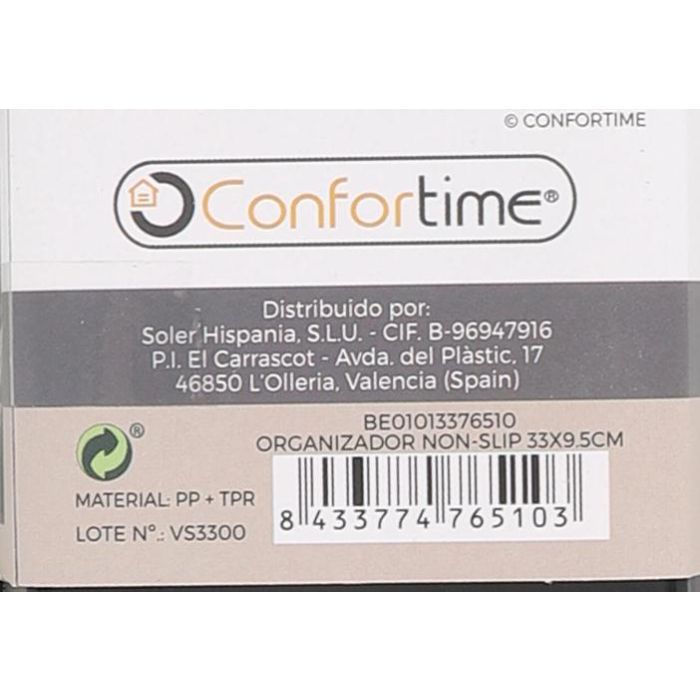 © CONFORTIME
Confortime®
Distribuido por:
Soler Hispania, S.L.U. - CIF. B-96947916
P.I. El Carrascot - Avda. del Plàstic, 17
46850 L'Olleria, Valencia (Spain)
BE01013376510
ORGANIZADOR NON-SLIP 33X9.5CM
®
MATERIAL: PP + TPR
LOTE Nº.: VS3300
8 433774 765103